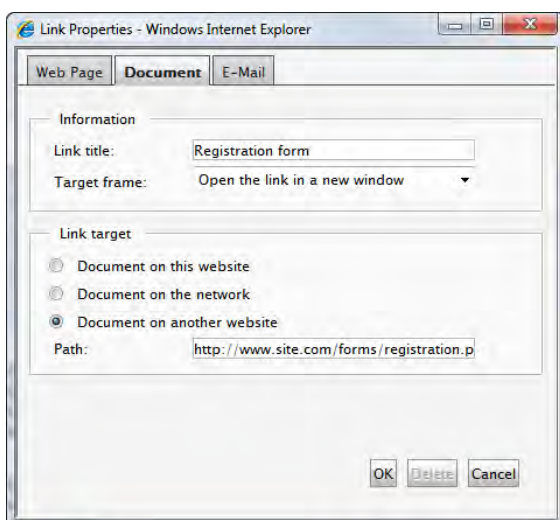 Link Properties - Windows Internet Explorer
Web Page Document E-Mail
Information
Link title: Registration form
Target frame: Open the link in a new window
Link target
Document on this website
Document on the network
Document on another website
Path: http://www.site.com/forms/registration.p
OK Delete Cancel